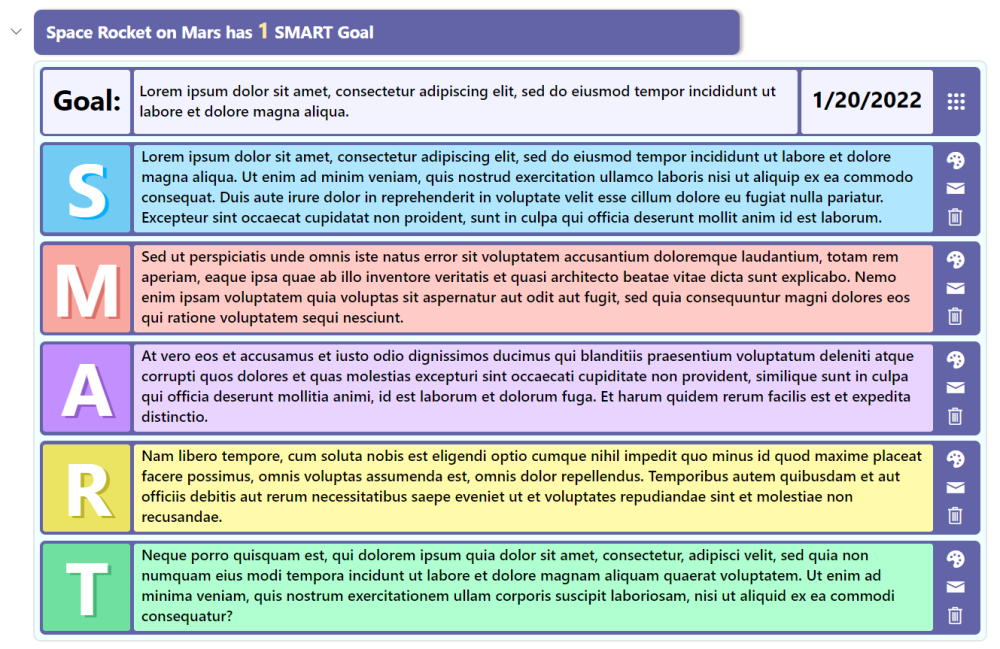 Space Rocket on Mars has 1 SMART Goal
Goal:
Lorem ipsum dolor sit amet, consectetur adipiscing elit, sed do eiusmod tempor incididunt ut
labore et dolore magna aliqua.
1/20/2022
S
Lorem ipsum dolor sit amet, consectetur adipiscing elit, sed do eiusmod tempor incididunt ut labore et dolore
magna aliqua. Ut enim ad minim veniam, quis nostrud exercitation ullamco laboris nisi ut aliquip ex ea commodo
consequat. Duis aute irure dolor in reprehenderit in voluptate velit esse cillum dolore eu fugiat nulla pariatur.
Excepteur sint occaecat cupidatat non proident, sunt in culpa qui officia deserunt mollit anim id est laborum.
M
Sed ut perspiciatis unde omnis iste natus error sit voluptatem accusantium doloremque laudantium, totam rem
aperiam, eaque ipsa quae ab illo inventore veritatis et quasi architecto beatae vitae dicta sunt explicabo. Nemo
enim ipsam voluptatem quia voluptas sit aspernatur aut odit aut fugit, sed quia consequuntur magni dolores eos
qui ratione voluptatem sequi nesciunt.
A
At vero eos et accusamus et iusto odio dignissimos ducimus qui blanditiis praesentium voluptatum deleniti atque
corrupti quos dolores et quas molestias excepturi sint occaecati cupiditate non provident, similique sunt in culpa
qui officia deserunt mollitia animi, id est laborum et dolorum fuga. Et harum quidem rerum facilis est et expedita
distinctio.
R
Nam libero tempore, cum soluta nobis est eligendi optio cumque nihil impedit quo minus id quod maxime placeat
facere possimus, omnis voluptas assumenda est, omnis dolor repellendus. Temporibus autem quibusdam et aut
officiis debitis aut rerum necessitatibus saepe eveniet ut et voluptates repudiandae sint et molestiae non
recusandae.
T
Neque porro quisquam est, qui dolorem ipsum quia dolor sit amet, consectetur, adipisci velit, sed quia non
numquam eius modi tempora incidunt ut labore et dolore magnam aliquam quaerat voluptatem. Ut enim ad
minima veniam, quis nostrum exercitationem ullam corporis suscipit laboriosam, nisi ut aliquid ex ea commodi
consequatur?